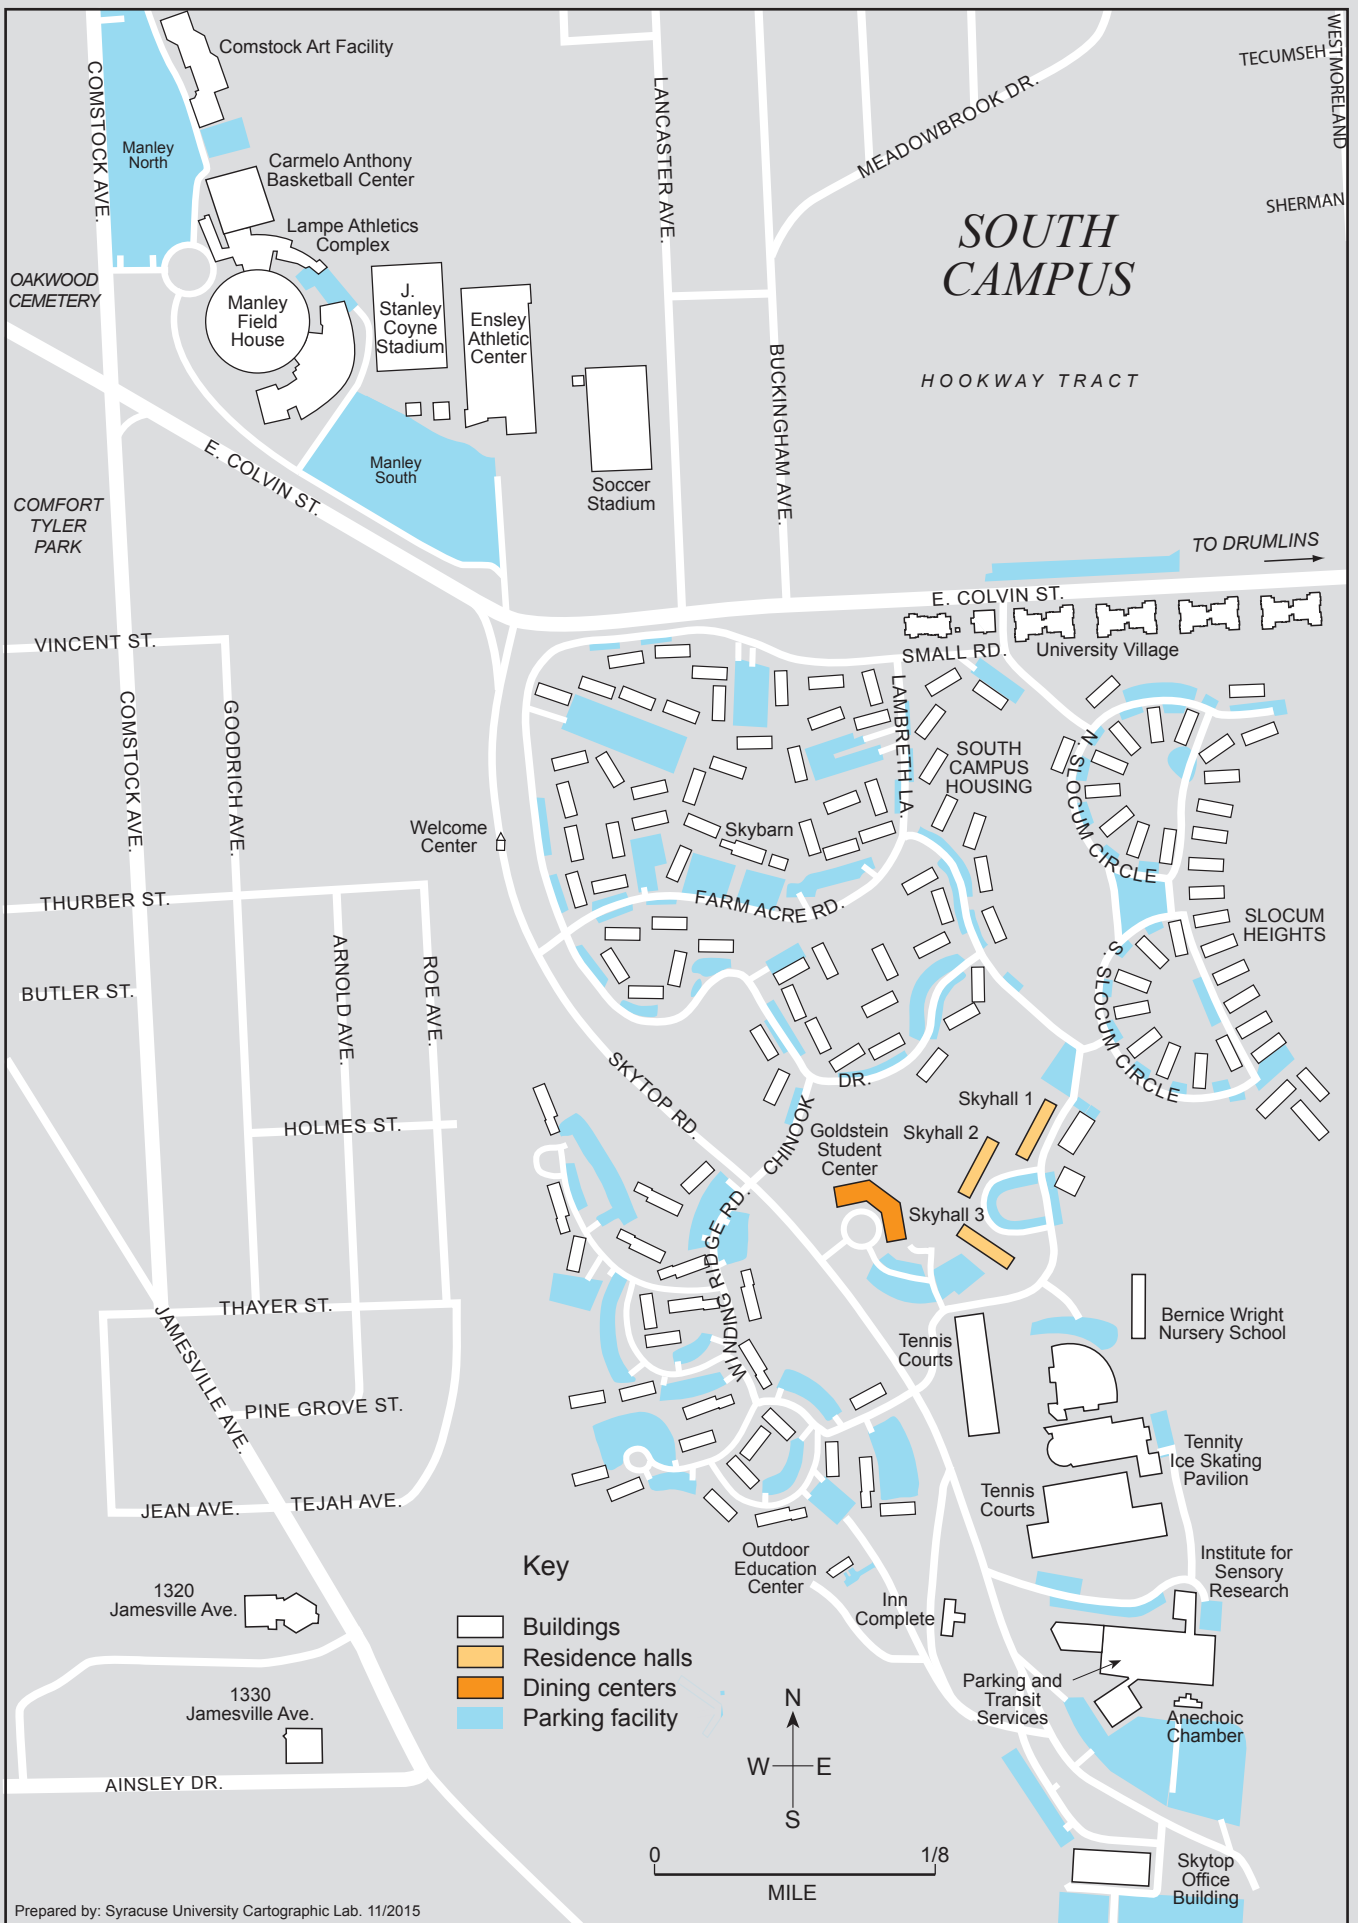 Comstock Art Facility
COMSTOCK AVE.
Manley
North
Carmelo Anthony
Basketball Center
Lampe Athletics
Complex
LANCASTER AVE.
MEADOWBROOK DR.
TECUMSEH
WESTMORELAND
SHERMAN
SOUTH
CAMPUS
HOOKWAY TRACT
OAKWOOD
CEMETERY
Manley
Field
House
J.
Stanley
Coyne
Stadium
Ensley
Athletic
Center
BUCKINGHAM AVE.
E. COLVIN ST.
Manley
South
Soccer
Stadium
COMFORT
TYLER
PARK
TO DRUMLINS
E. COLVIN ST.
VINCENT ST.
SMALL RD.
University Village
COMSTOCK AVE.
GOODRICH AVE.
LAMBRETH LA.
SOUTH
CAMPUS
HOUSING
N. SLOCUM CIRCLE
Welcome
Center
Skybarn
THURBER ST.
FARM ACRE RD.
SLOCUM
HEIGHTS
ARNOLD AVE.
ROE AVE.
BUTLER ST.
S. SLOCUM CIRCLE
SKYTOP RD.
CHINOOK
DR.
Skyhall 1
HOLMES ST.
Goldstein
Student
Center
Skyhall 2
Skyhall 3
WINDING RIDGE RD.
THAYER ST.
JAMESVILLE AVE.
Bernice Wright
Nursery School
Tennis
Courts
PINE GROVE ST.
Tennity
Ice Skating
Pavilion
JEAN AVE.
TEJAH AVE.
Tennis
Courts
Outdoor
Education
Center
Institute for
Sensory
Research
Inn
Complete
1320
Jamesville Ave.
Key
Buildings
Residence halls
Dining centers
Parking facility
Parking and
Transit
Services
Anechoic
Chamber
1330
Jamesville Ave.
N
W
E
S
AINSLEY DR.
0
1/8
MILE
Skytop
Office
Building
Prepared by: Syracuse University Cartographic Lab. 11/2015